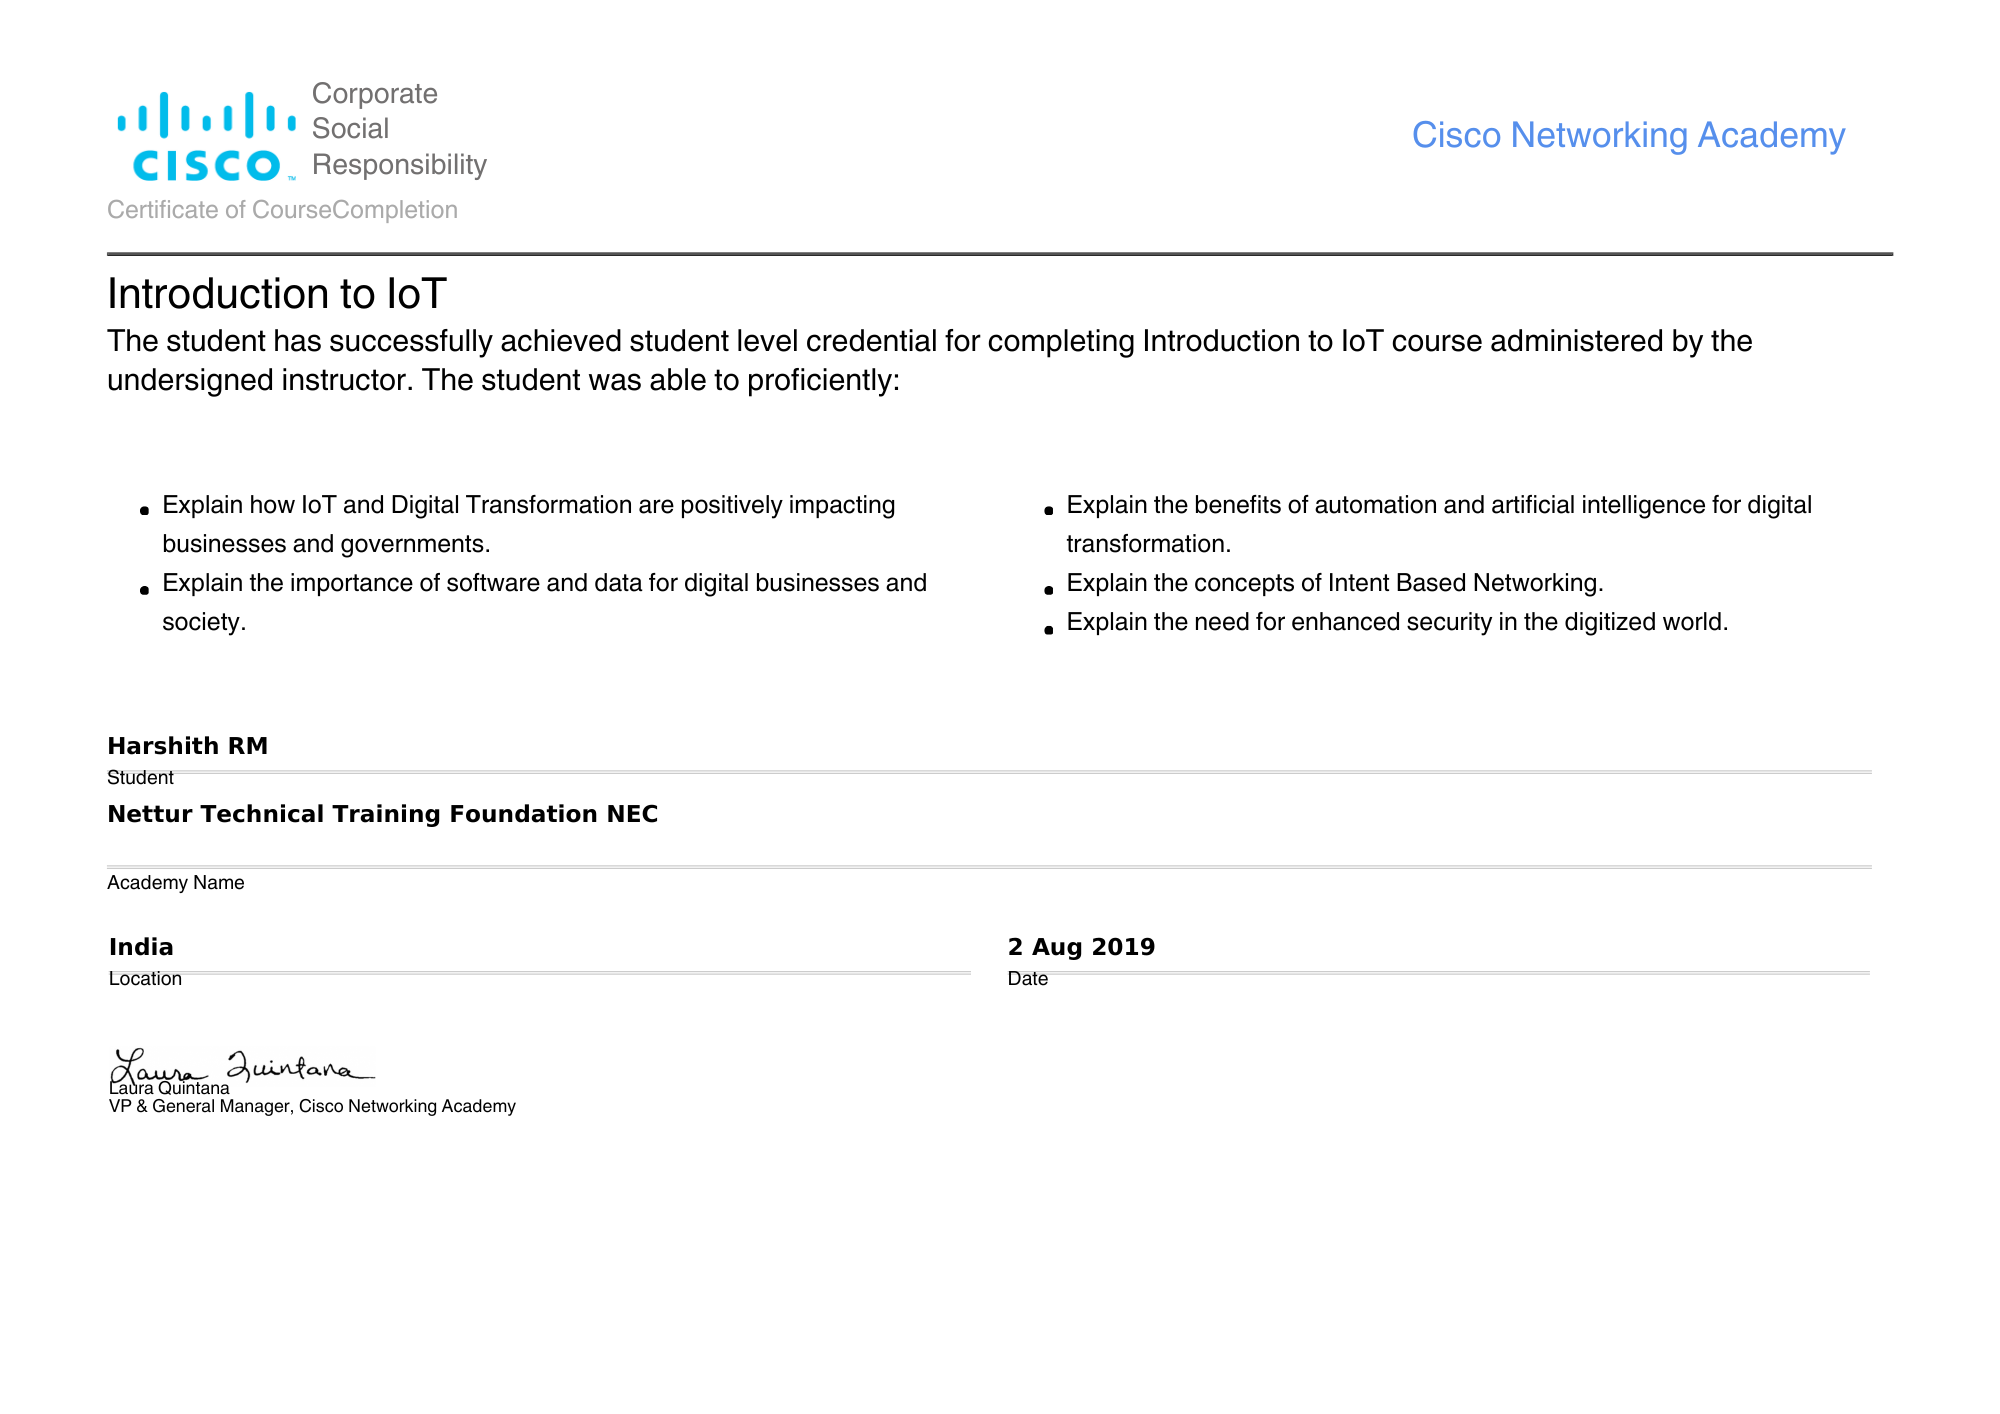 Corporate
Social
Responsibility
CISCO™
Cisco Networking Academy
Certificate of CourseCompletion
Introduction to IoT
The student has successfully achieved student level credential for completing Introduction to IoT course administered by the
undersigned instructor. The student was able to proficiently:
• Explain how IoT and Digital Transformation are positively impacting
businesses and governments.
• Explain the importance of software and data for digital businesses and
society.
• Explain the benefits of automation and artificial intelligence for digital
transformation.
• Explain the concepts of Intent Based Networking.
• Explain the need for enhanced security in the digitized world.
Harshith RM
Student
Nettur Technical Training Foundation NEC
Academy Name
India
Location
2 Aug 2019
Date
Laura Quintana
Laura Quintana
VP & General Manager, Cisco Networking Academy